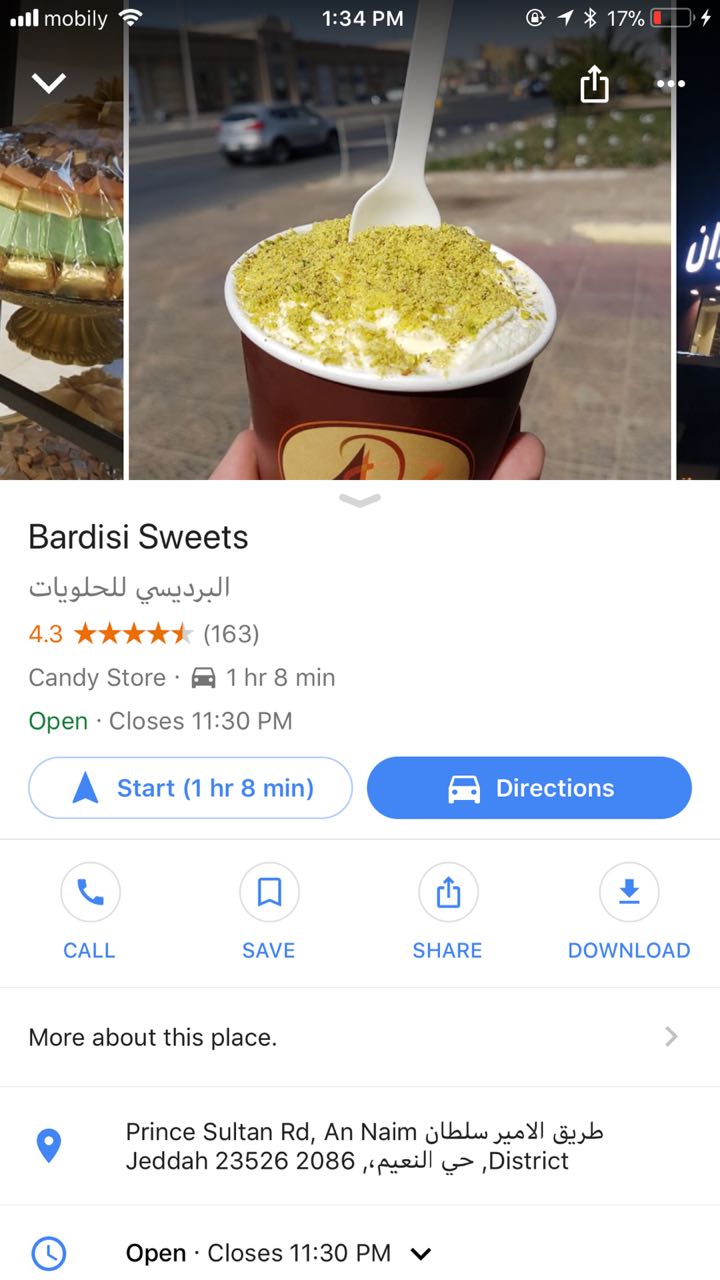 mobily
1:34 PM
17%
Bardisi Sweets
البرديسي للحلويات
4.3 (163)
Candy Store · 1 hr 8 min
Open · Closes 11:30 PM
Start (1 hr 8 min)
Directions
CALL
SAVE
SHARE
DOWNLOAD
More about this place.
Prince Sultan Rd, An Naim طريق الامير سلطان
Jeddah 23526 2086 ,حي النعيم،, District
Open · Closes 11:30 PM